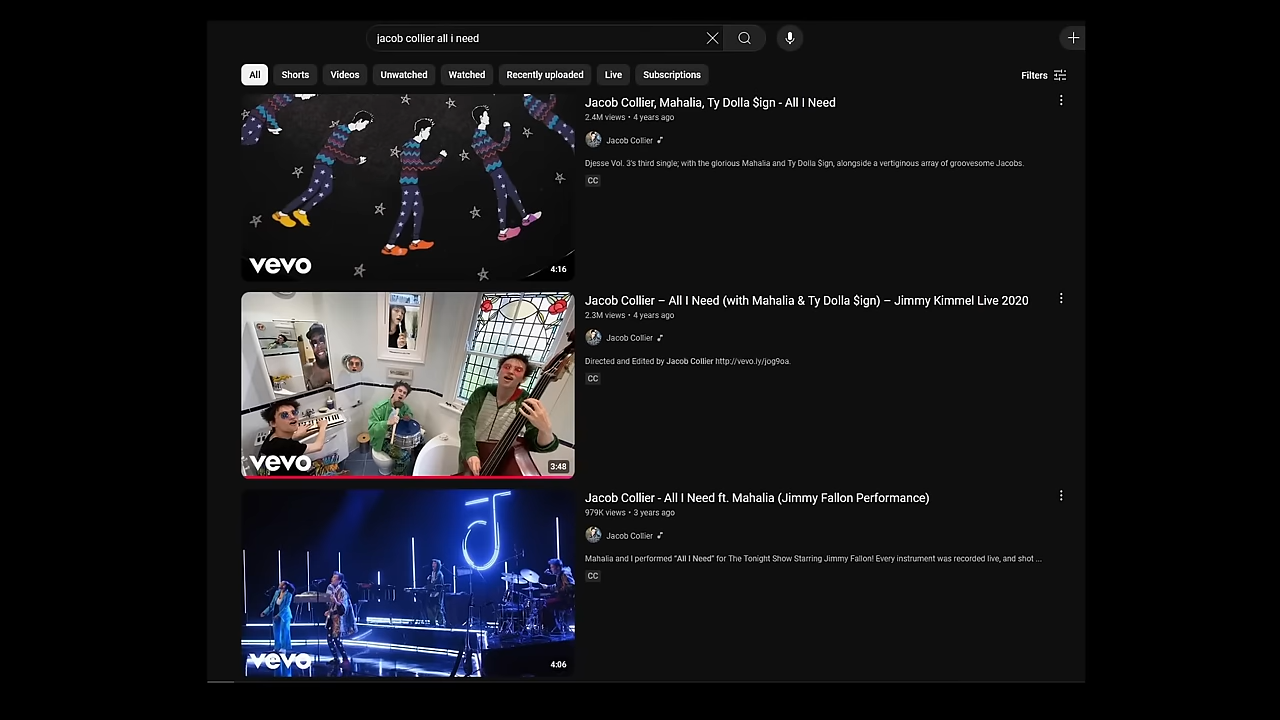 jacob collier all i need
All Shorts Videos Unwatched Watched Recently uploaded Live Subscriptions Filters
Jacob Collier, Mahalia, Ty Dolla $ign - All I Need
2.4M views • 4 years ago
Jacob Collier
Djesse Vol. 3's third single; with the glorious Mahalia and Ty Dolla $ign, alongside a vertiginous array of groovesome Jacobs.
CC
vevo
4:16
Jacob Collier – All I Need (with Mahalia & Ty Dolla $ign) – Jimmy Kimmel Live 2020
2.3M views • 4 years ago
Jacob Collier
Directed and Edited by Jacob Collier http://vevo.ly/jog9oa.
CC
vevo
3:48
Jacob Collier - All I Need ft. Mahalia (Jimmy Fallon Performance)
979K views • 3 years ago
Jacob Collier
Mahalia and I performed “All I Need” for The Tonight Show Starring Jimmy Fallon! Every instrument was recorded live, and shot ...
CC
vevo
4:06